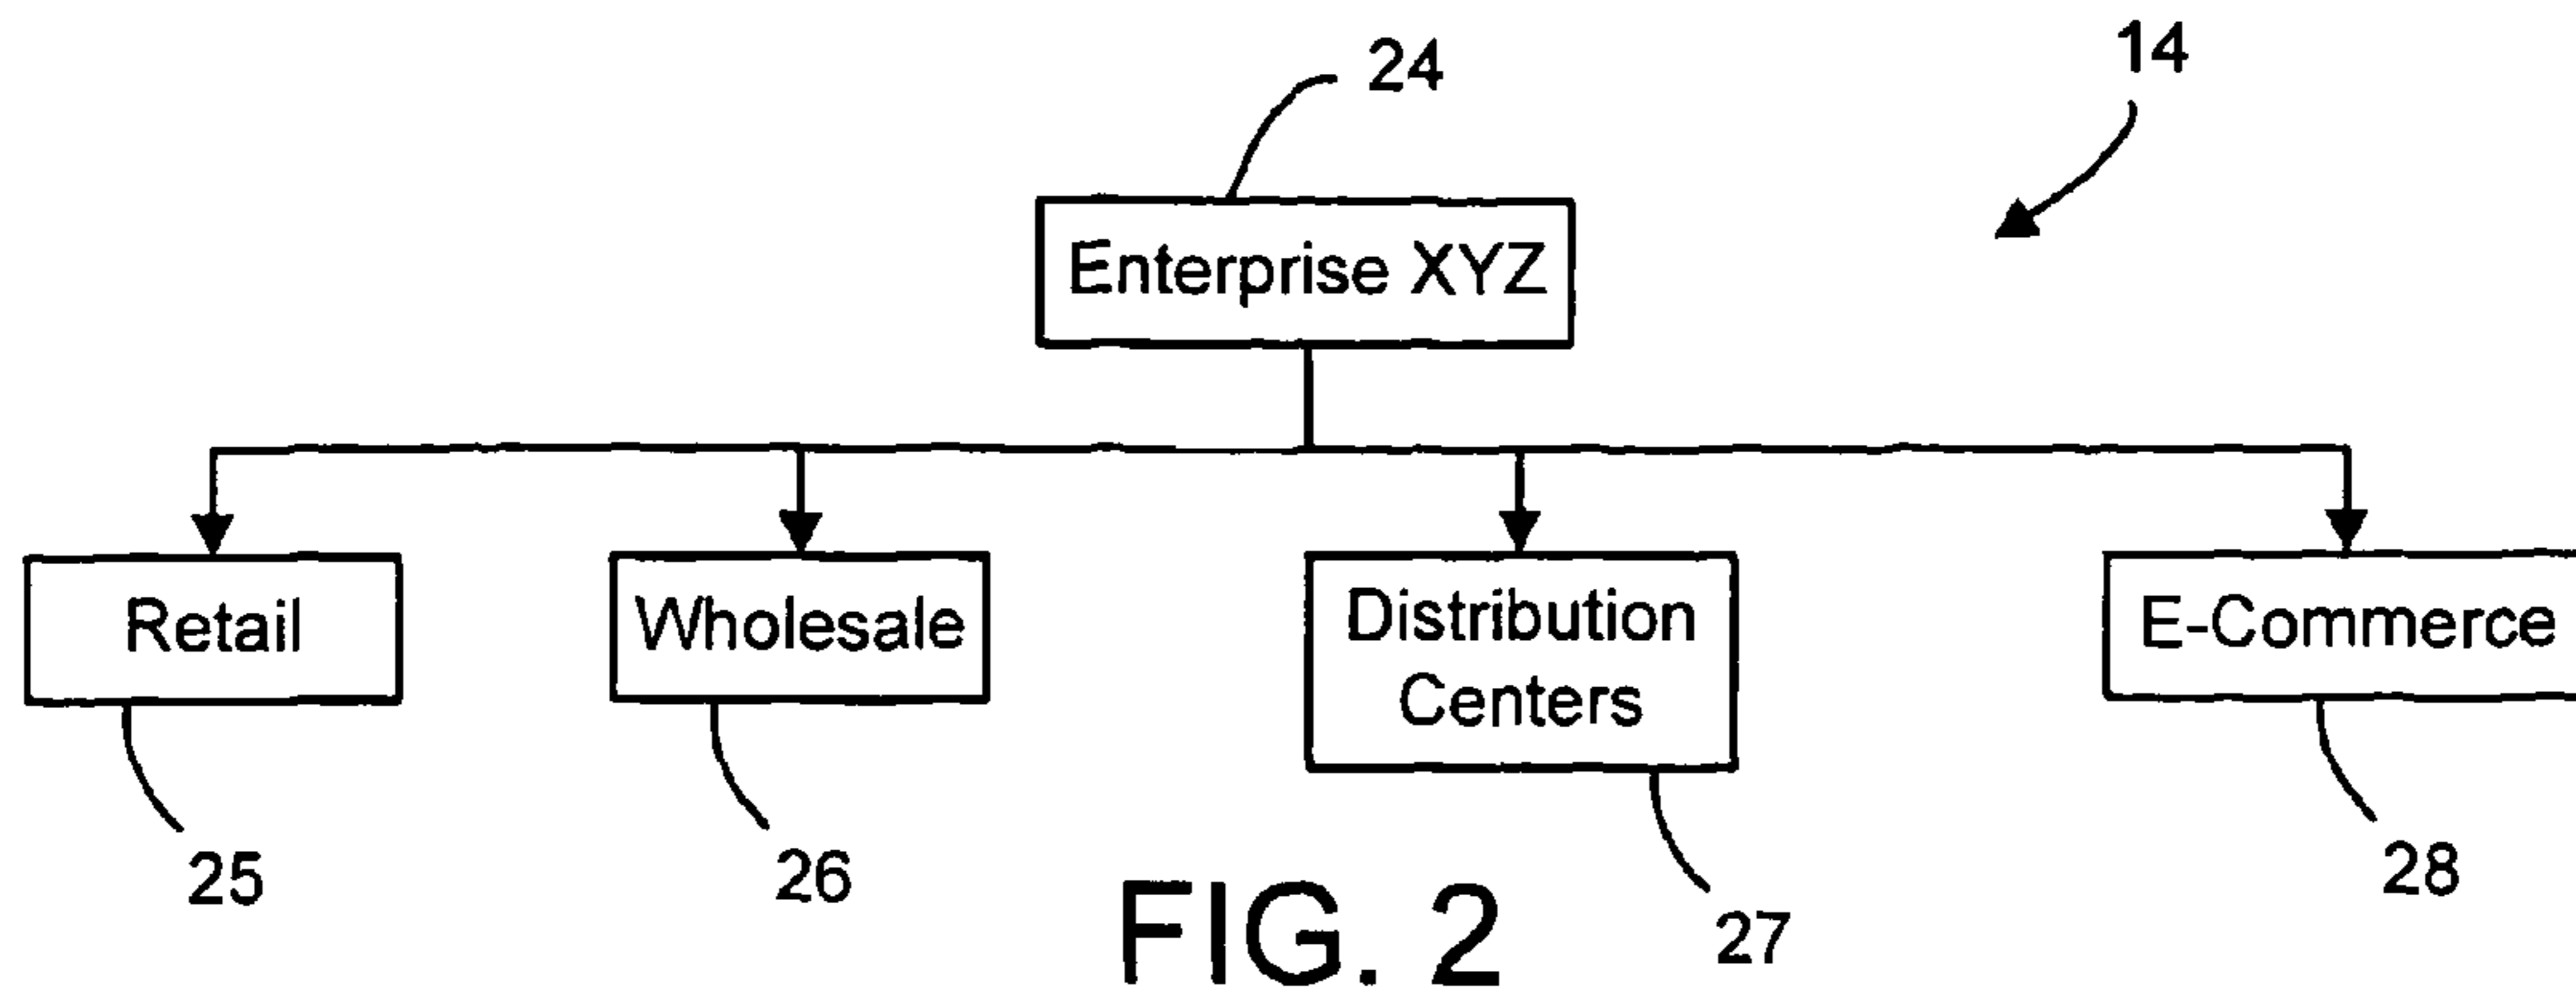 24
14
Enterprise XYZ
Retail
Wholesale
Distribution
Centers
E-Commerce
25
26
27
28
FIG. 2